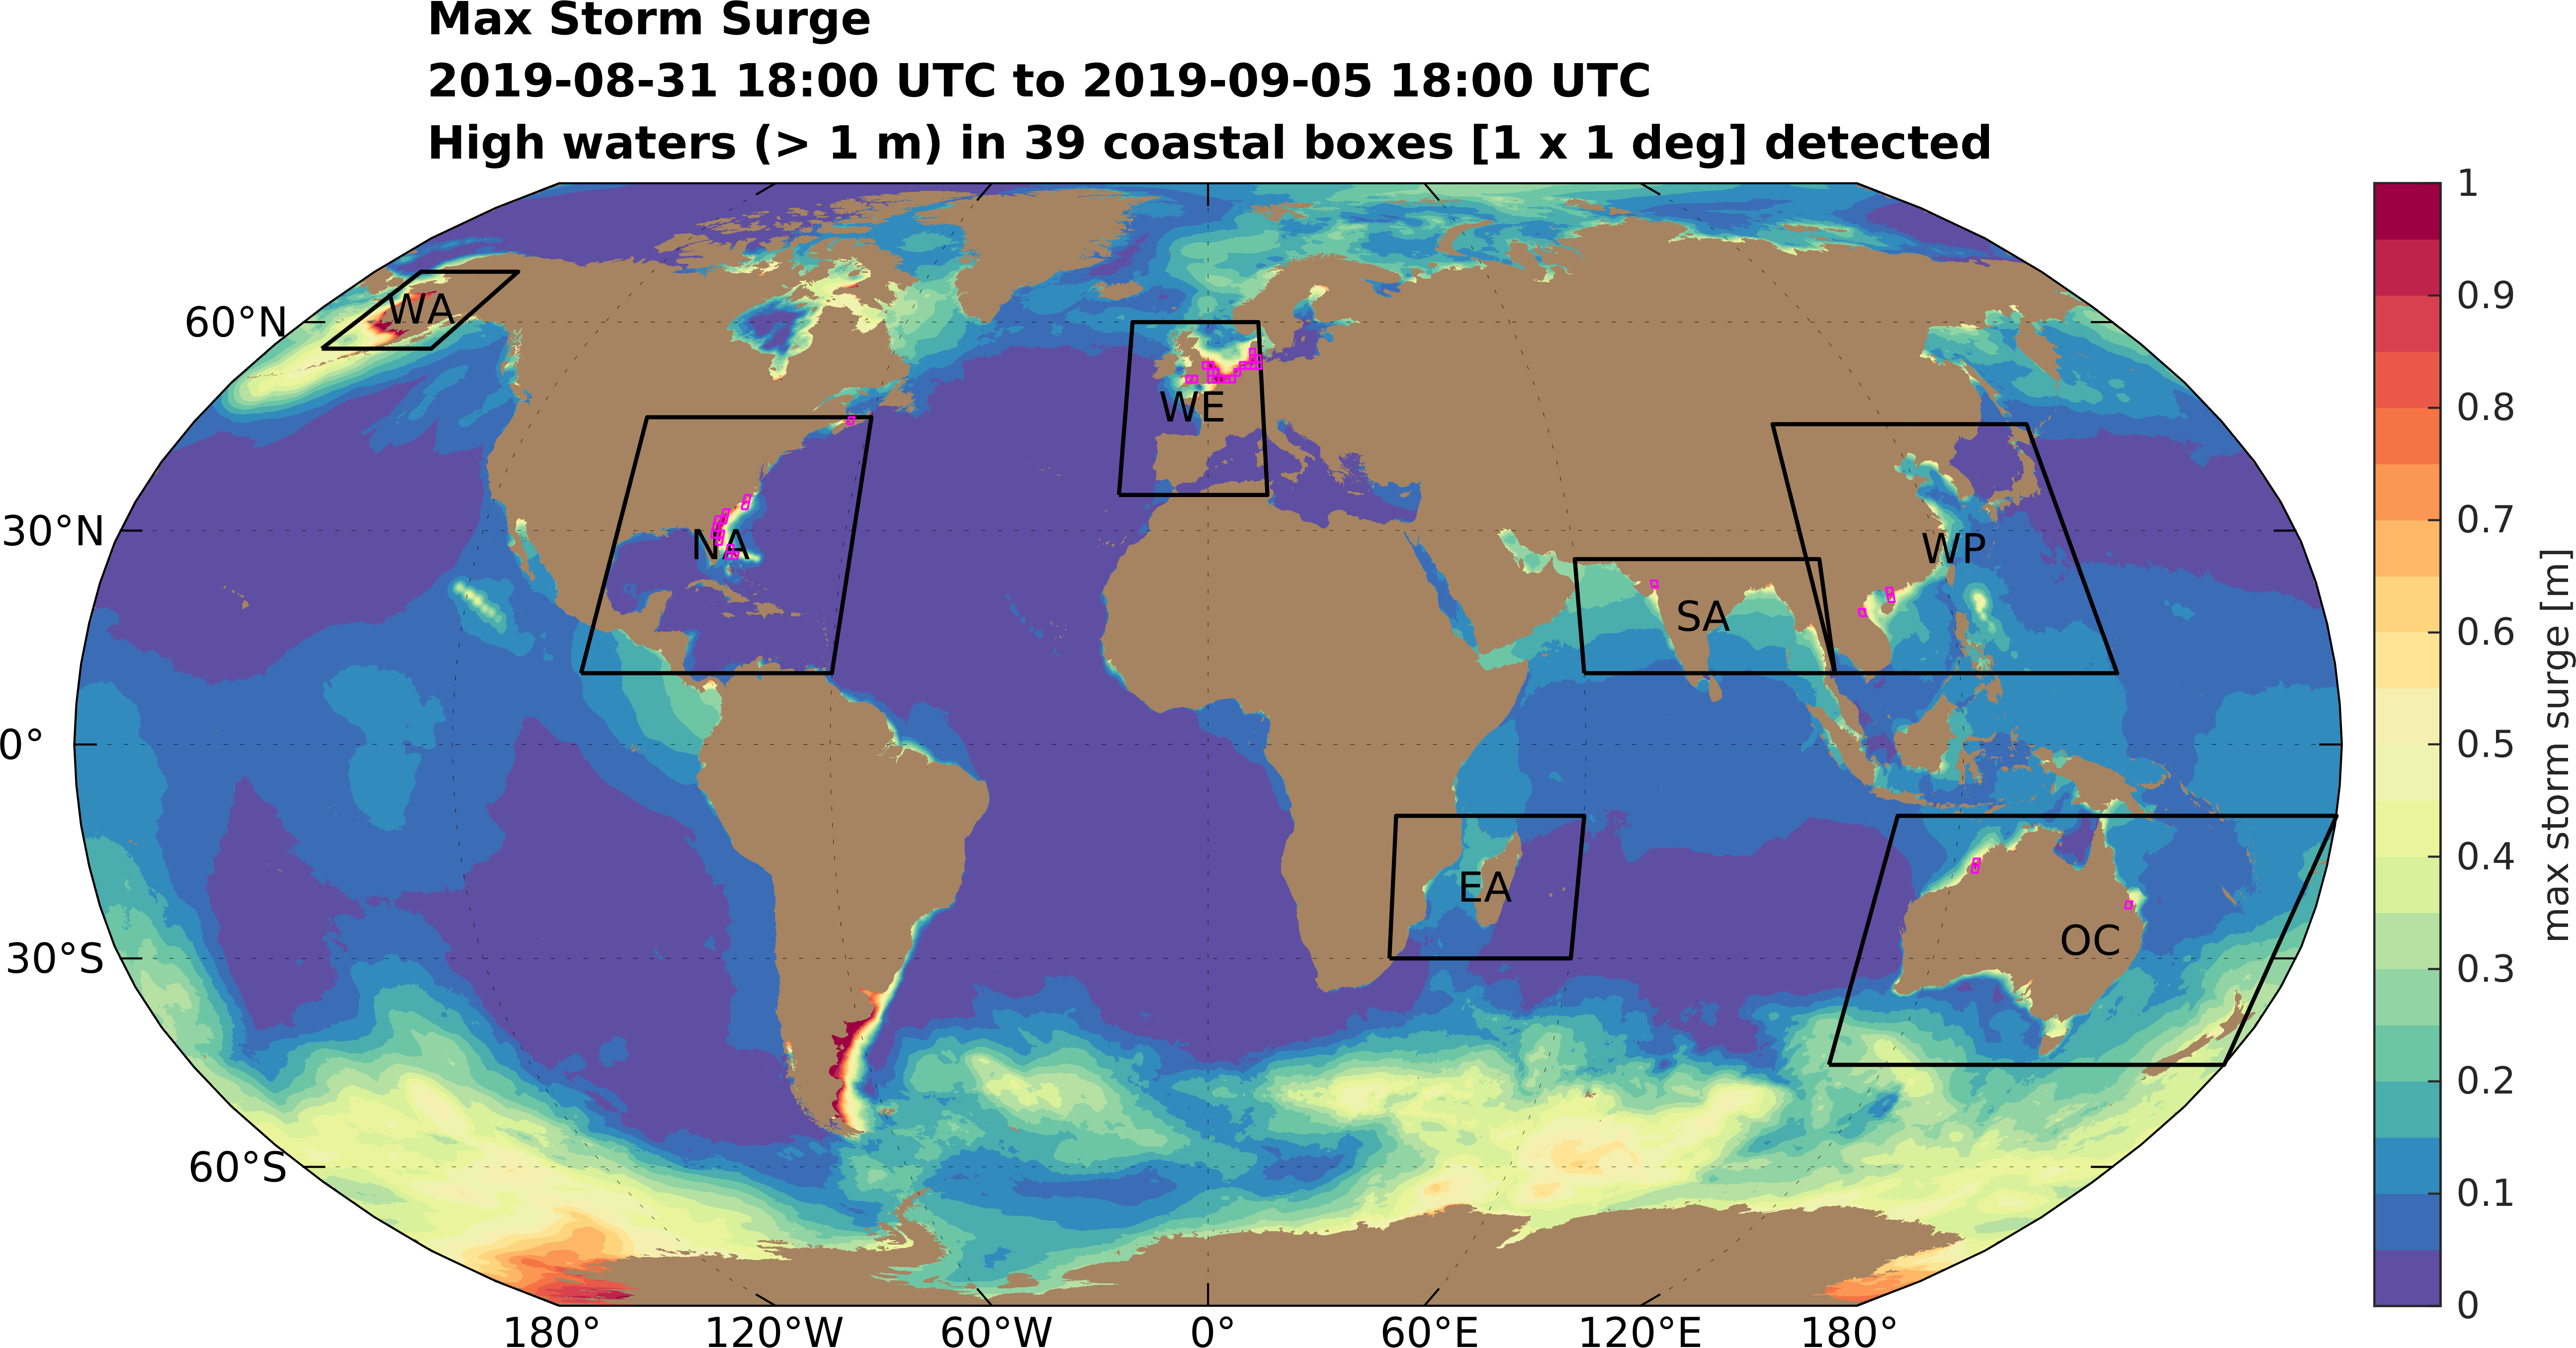 Max Storm Surge
2019-08-31 18:00 UTC to 2019-09-05 18:00 UTC
High waters (> 1 m) in 39 coastal boxes [1 x 1 deg] detected
60°N
30°N
0°
30°S
60°S
WA
NA
WE
SA
WP
EA
OC
180°
120°W
60°W
0°
60°E
120°E
180°
1
0.9
0.8
0.7
0.6
0.5
0.4
0.3
0.2
0.1
0
max storm surge [m]